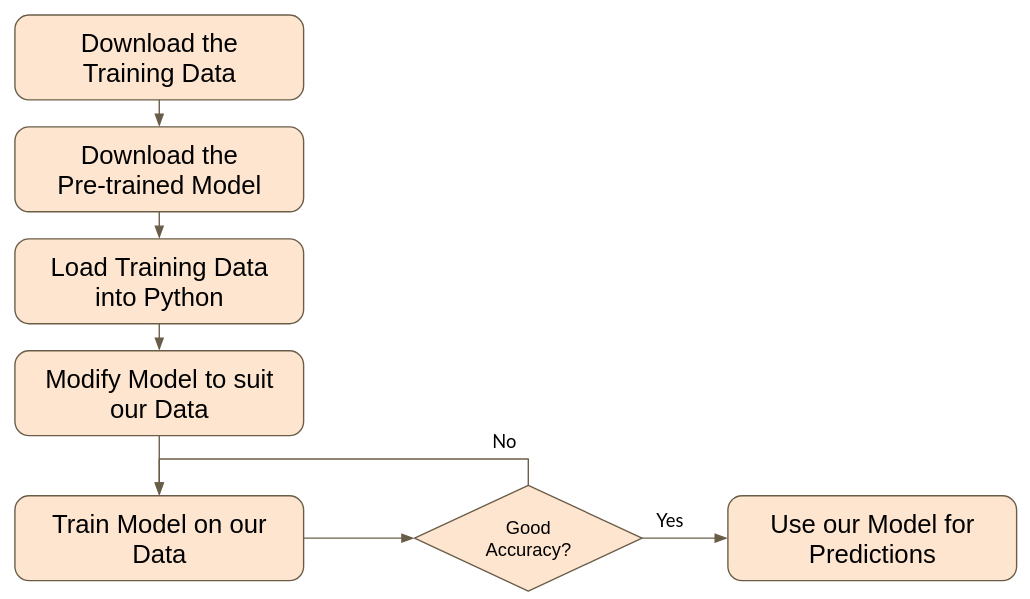 Download the
Training Data
Download the
Pre-trained Model
Load Training Data
into Python
Modify Model to suit
our Data
No
Train Model on our
Data
Good
Accuracy?
Yes
Use our Model for
Predictions